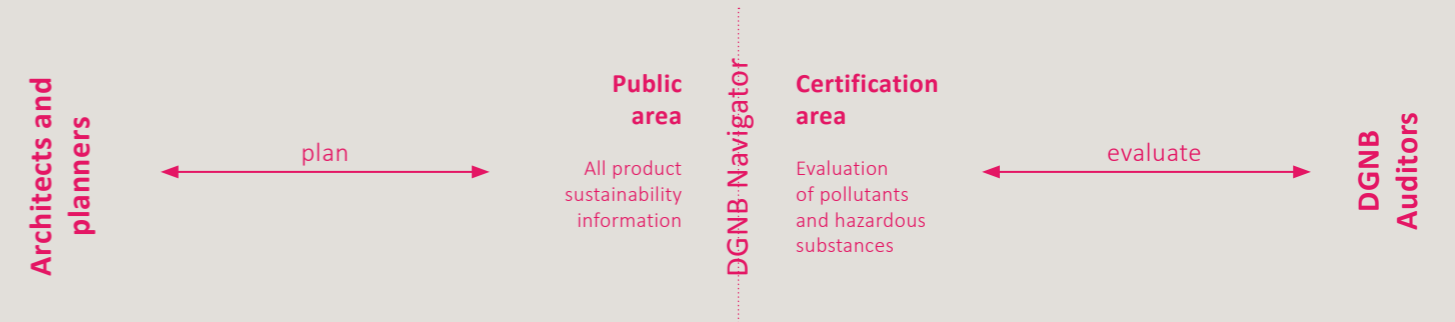 Architects and
planners
plan
Public
area
All product
sustainability
information
DGNB Navigator
Certification
area
Evaluation
of pollutants
and hazardous
substances
evaluate
DGNB
Auditors